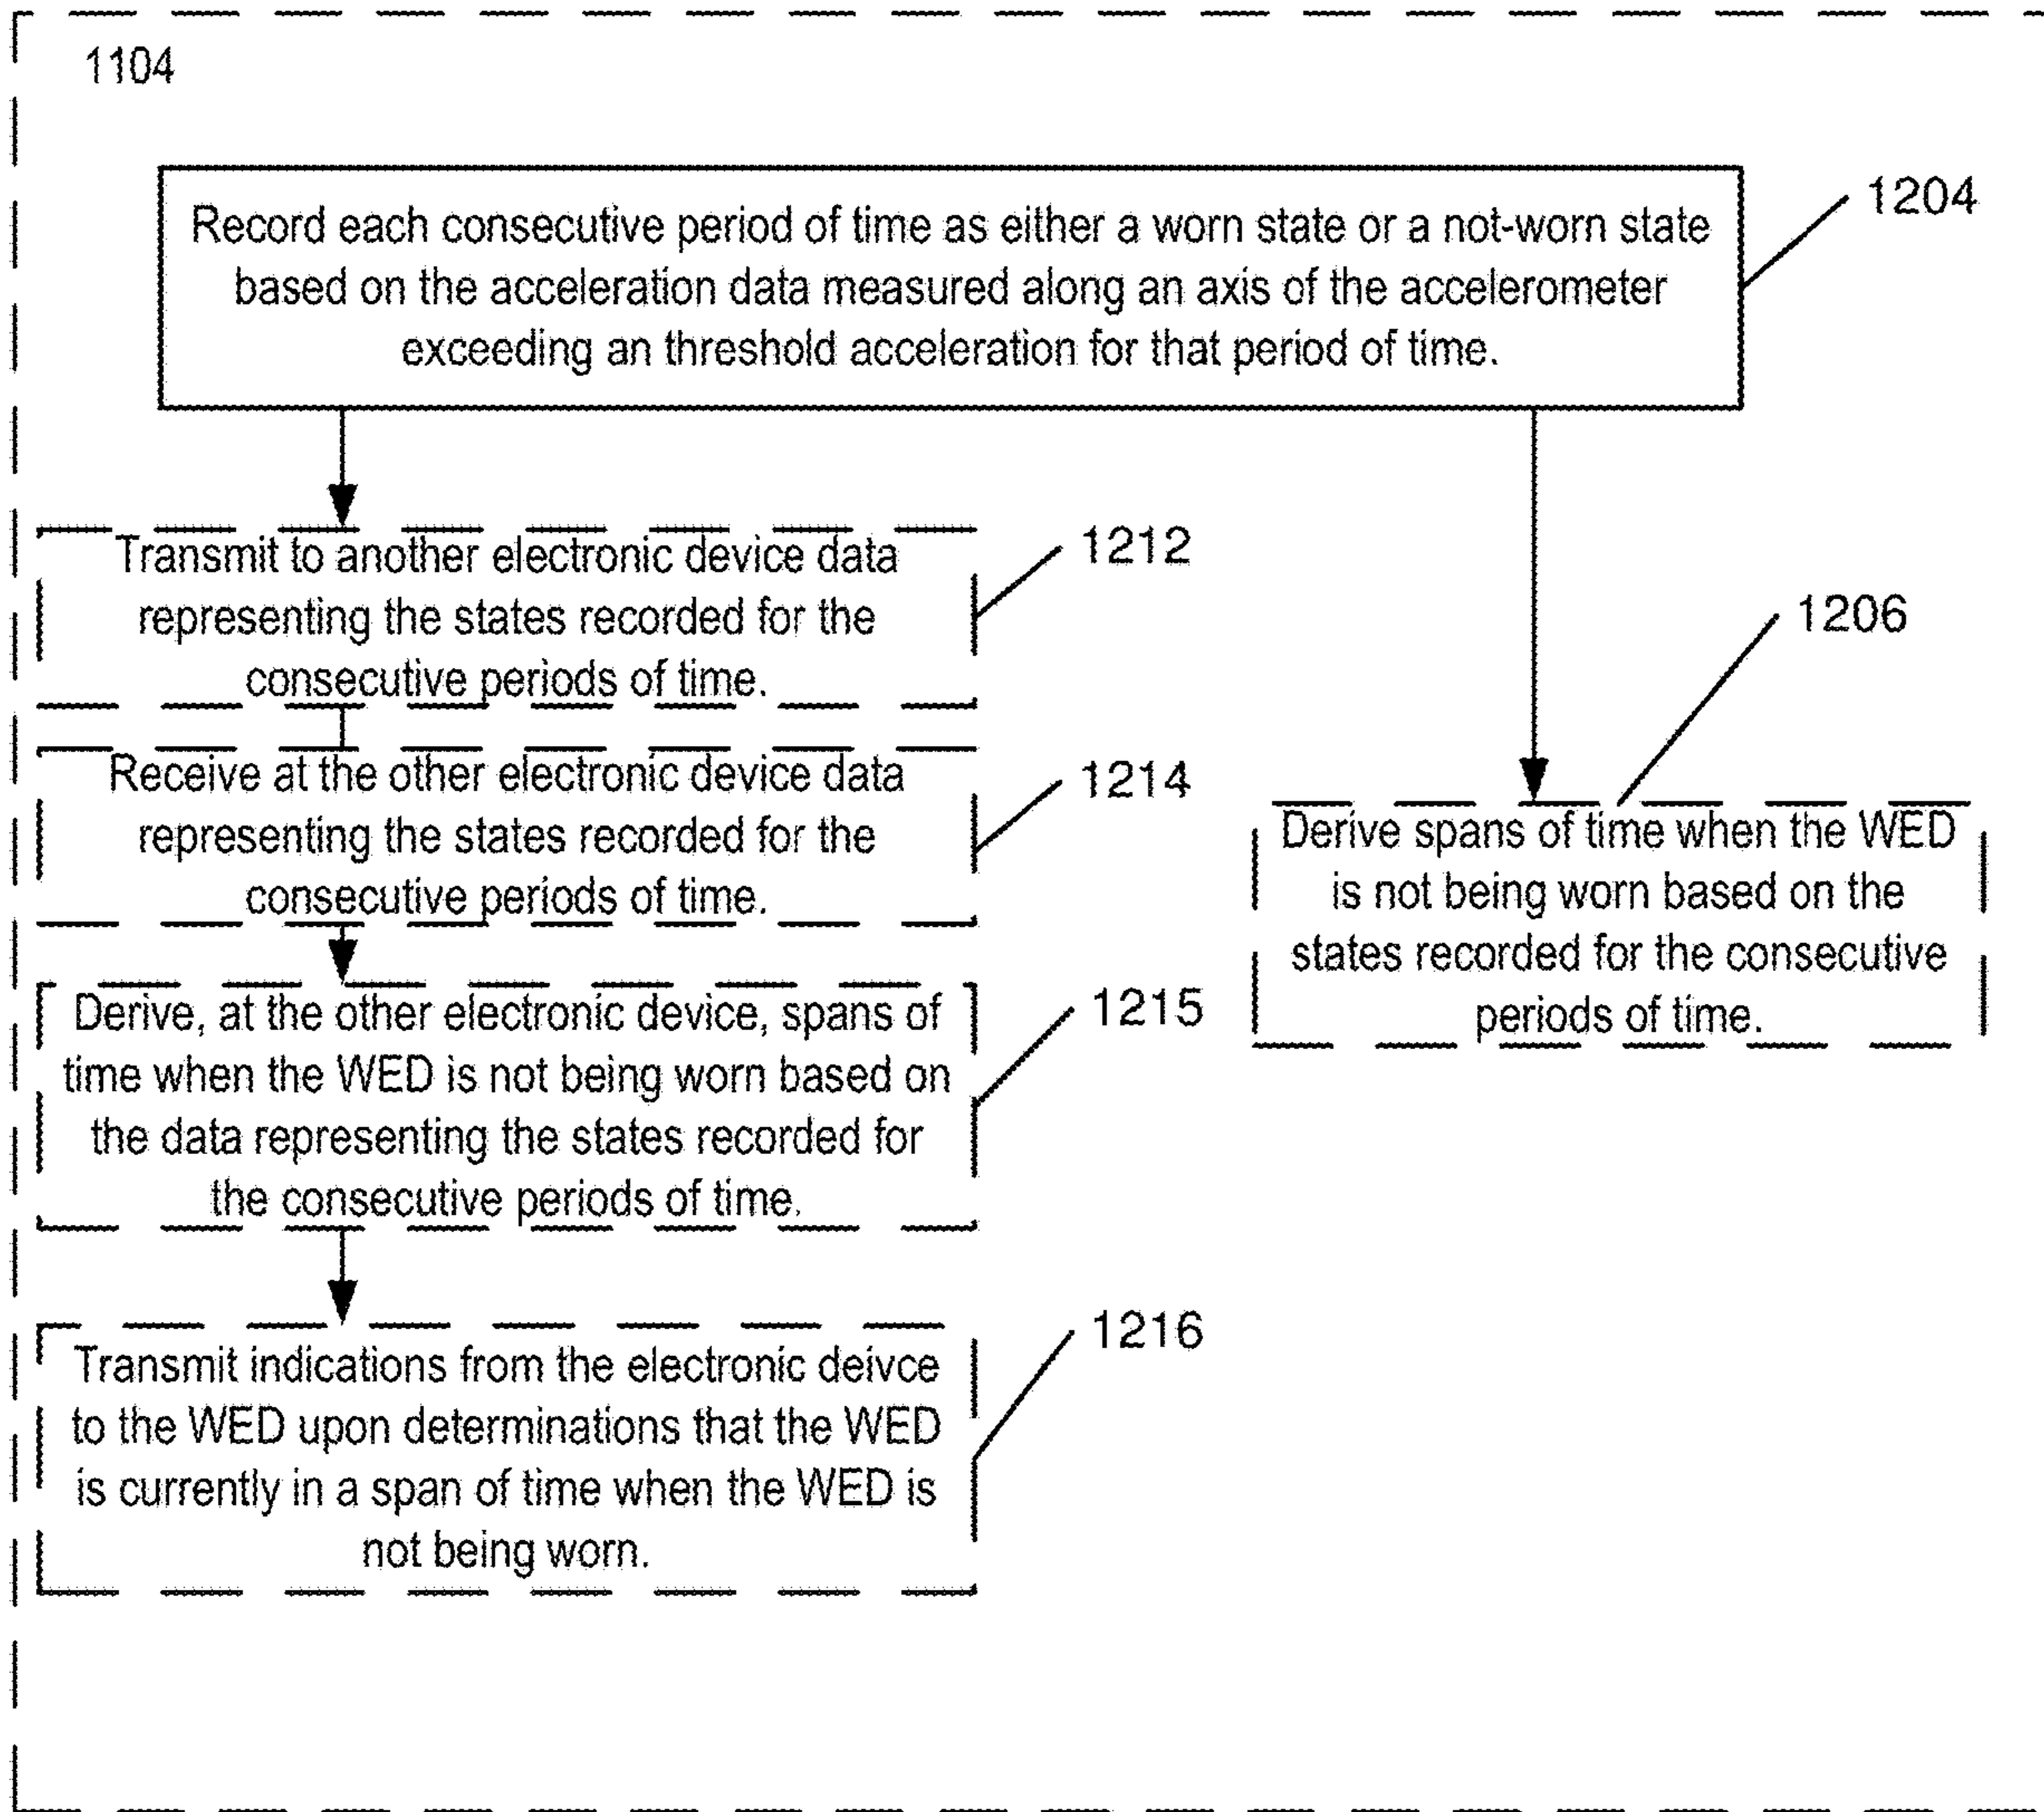 1104
Record each consecutive period of time as either a worn state or a not-worn state
based on the acceleration data measured along an axis of the accelerometer
exceeding an threshold acceleration for that period of time.
1204
Transmit to another electronic device data
representing the states recorded for the
consecutive periods of time.
1212
Receive at the other electronic device data
representing the states recorded for the
consecutive periods of time.
1214
Derive, at the other electronic device, spans of
time when the WED is not being worn based on
the data representing the states recorded for
the consecutive periods of time.
1215
Transmit indications from the electronic deivce
to the WED upon determinations that the WED
is currently in a span of time when the WED is
not being worn.
1216
1206
Derive spans of time when the WED
is not being worn based on the
states recorded for the consecutive
periods of time.